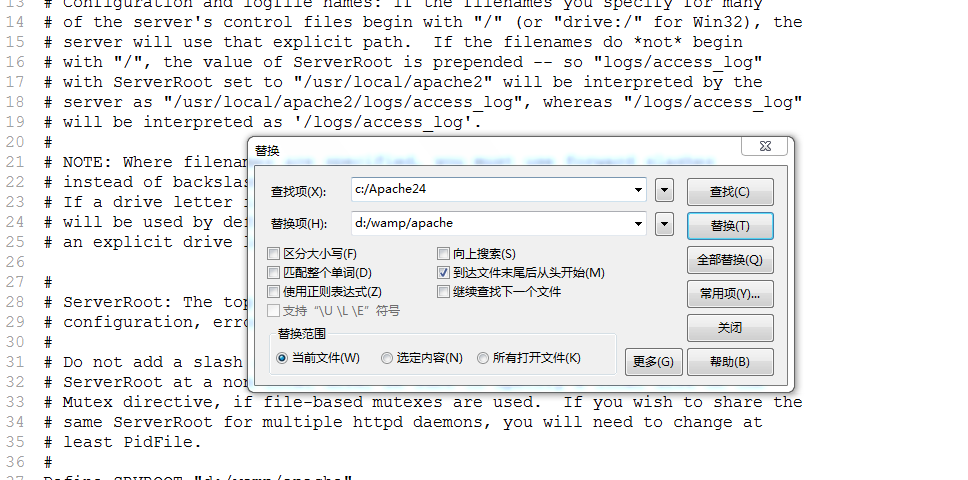 13 # Configuration and logfile names: If the filenames you specify for many
14 # of the server's control files begin with "/" (or "drive:/" for Win32), the
15 # server will use that explicit path.  If the filenames do *not* begin
16 # with "/", the value of ServerRoot is prepended -- so "logs/access_log"
17 # with ServerRoot set to "/usr/local/apache2" will be interpreted by the
18 # server as "/usr/local/apache2/logs/access_log", whereas "/logs/access_log"
19 # will be interpreted as '/logs/access_log'.
20 #
21 # NOTE: Where filenam
22 # instead of backslas
23 # If a drive letter
24 # will be used by de
25 # an explicit drive
26
27 #
28 # ServerRoot: The top
29 # configuration, erro
30 #
31 # Do not add a slash
32 # ServerRoot at a no
33 # Mutex directive, if file-based mutexes are used.  If you wish to share the
34 # same ServerRoot for multiple httpd daemons, you will need to change at
35 # least PidFile.
36 #
37 Define SRVROOT "d:/wamp/apache"
替换
查找项(X): c:/Apache24 查找(C)
替换项(H): d:/wamp/apache 替换(T)
区分大小写(F) 向上搜索(S) 全部替换(Q)
匹配整个单词(D) 到达文件末尾后从头开始(M)
使用正则表达式(Z) 继续查找下一个文件 常用项(Y)...
支持 “\U \L \E” 符号
关闭
替换范围
当前文件(W) 选定内容(N) 所有打开文件(K) 更多(G) 帮助(B)